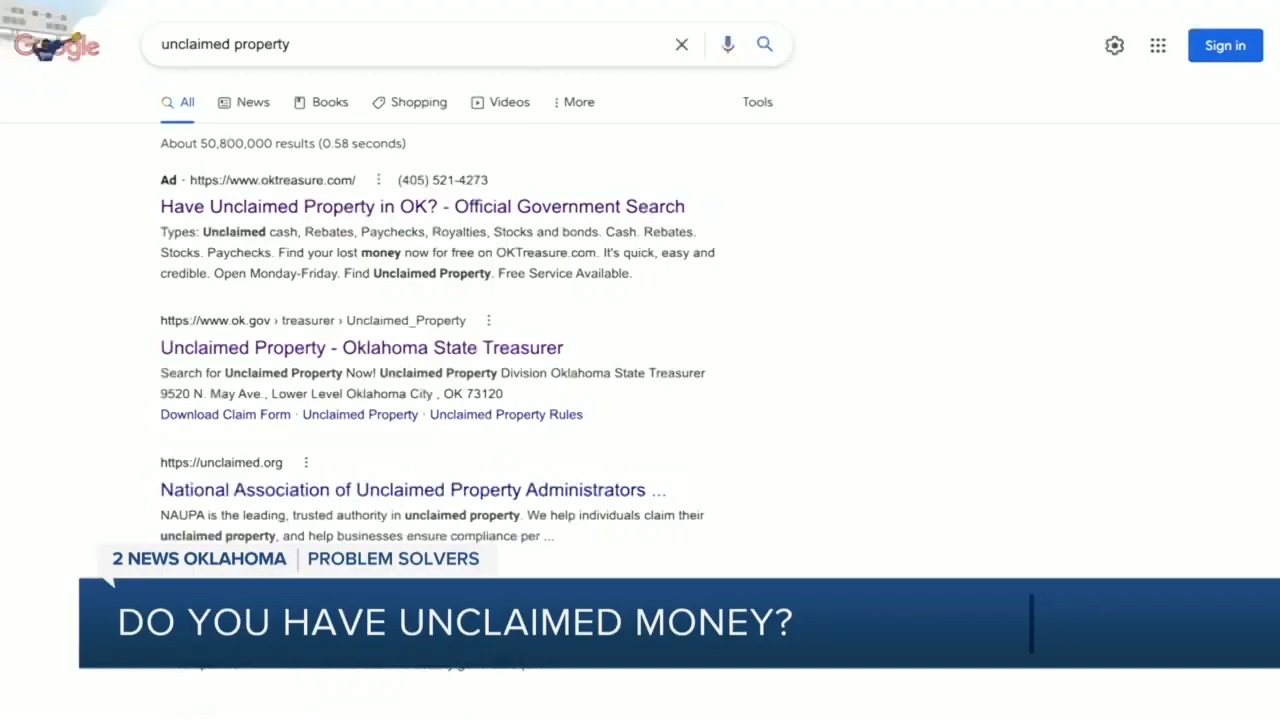 Google
unclaimed property
Sign in
All
News
Books
Shopping
Videos
More
Tools
About 50,800,000 results (0.58 seconds)
Ad · https://www.oktreasure.com/ (405) 521-4273
Have Unclaimed Property in OK? - Official Government Search
Types: Unclaimed cash, Rebates, Paychecks, Royalties, Stocks and bonds. Cash. Rebates.
Stocks. Paychecks. Find your lost money now for free on OKTreasure.com. It's quick, easy and
credible. Open Monday-Friday. Find Unclaimed Property. Free Service Available.
https://www.ok.gov › treasurer › Unclaimed_Property
Unclaimed Property - Oklahoma State Treasurer
Search for Unclaimed Property Now! Unclaimed Property Division Oklahoma State Treasurer
9520 N. May Ave., Lower Level Oklahoma City , OK 73120
Download Claim Form · Unclaimed Property · Unclaimed Property Rules
https://unclaimed.org
National Association of Unclaimed Property Administrators ...
NAUPA is the leading, trusted authority in unclaimed property. We help individuals claim their
unclaimed property, and help businesses ensure compliance per ...
2 NEWS OKLAHOMA | PROBLEM SOLVERS
DO YOU HAVE UNCLAIMED MONEY?